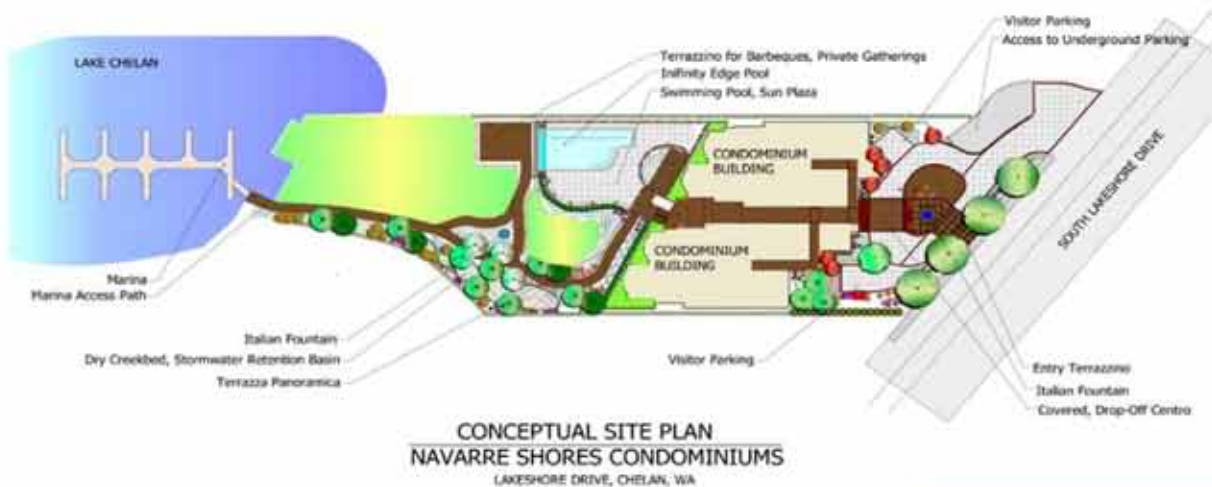 LAKE CHELAN
Visitor Parking
Access to Underground Parking
Terrazzino for Barbeques, Private Gatherings
Inifinity Edge Pool
Swimming Pool, Sun Plaza
CONDOMINIUM
BUILDING
SOUTH LAKESHORE DRIVE
CONDOMINIUM
BUILDING
Marina
Marina Access Path
Italian Fountain
Dry Creekbed, Stormwater Retention Basin
Terrazza Panoramica
Visitor Parking
Entry Terrazzino
Italian Fountain
Covered, Drop-Off Centro
CONCEPTUAL SITE PLAN
NAVARRE SHORES CONDOMINIUMS
LAKESHORE DRIVE, CHELAN, WA